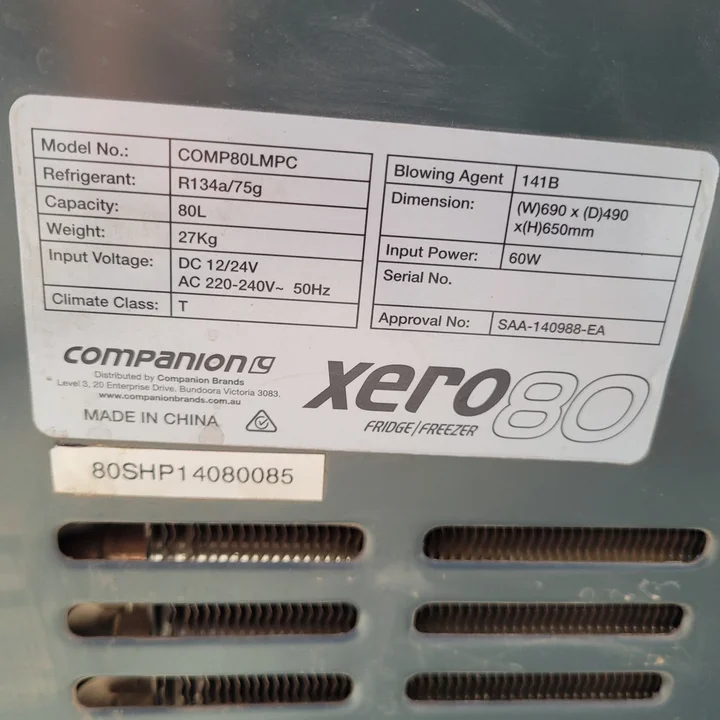 Model No.: COMP80LMPC
Refrigerant: R134a/75g
Capacity: 80L
Weight: 27Kg
Input Voltage: DC 12/24V
AC 220-240V~ 50Hz
Climate Class: T
Blowing Agent 141B
Dimension: (W)690 x (D)490
x(H)650mm
Input Power: 60W
Serial No.
Approval No: SAA-140988-EA
companion
Distributed by Companion Brands
Level 3, 20 Enterprise Drive. Bundoora Victoria 3083.
www.companionbrands.com.au
MADE IN CHINA
xero80
FRIDGE/FREEZER
80SHP14080085